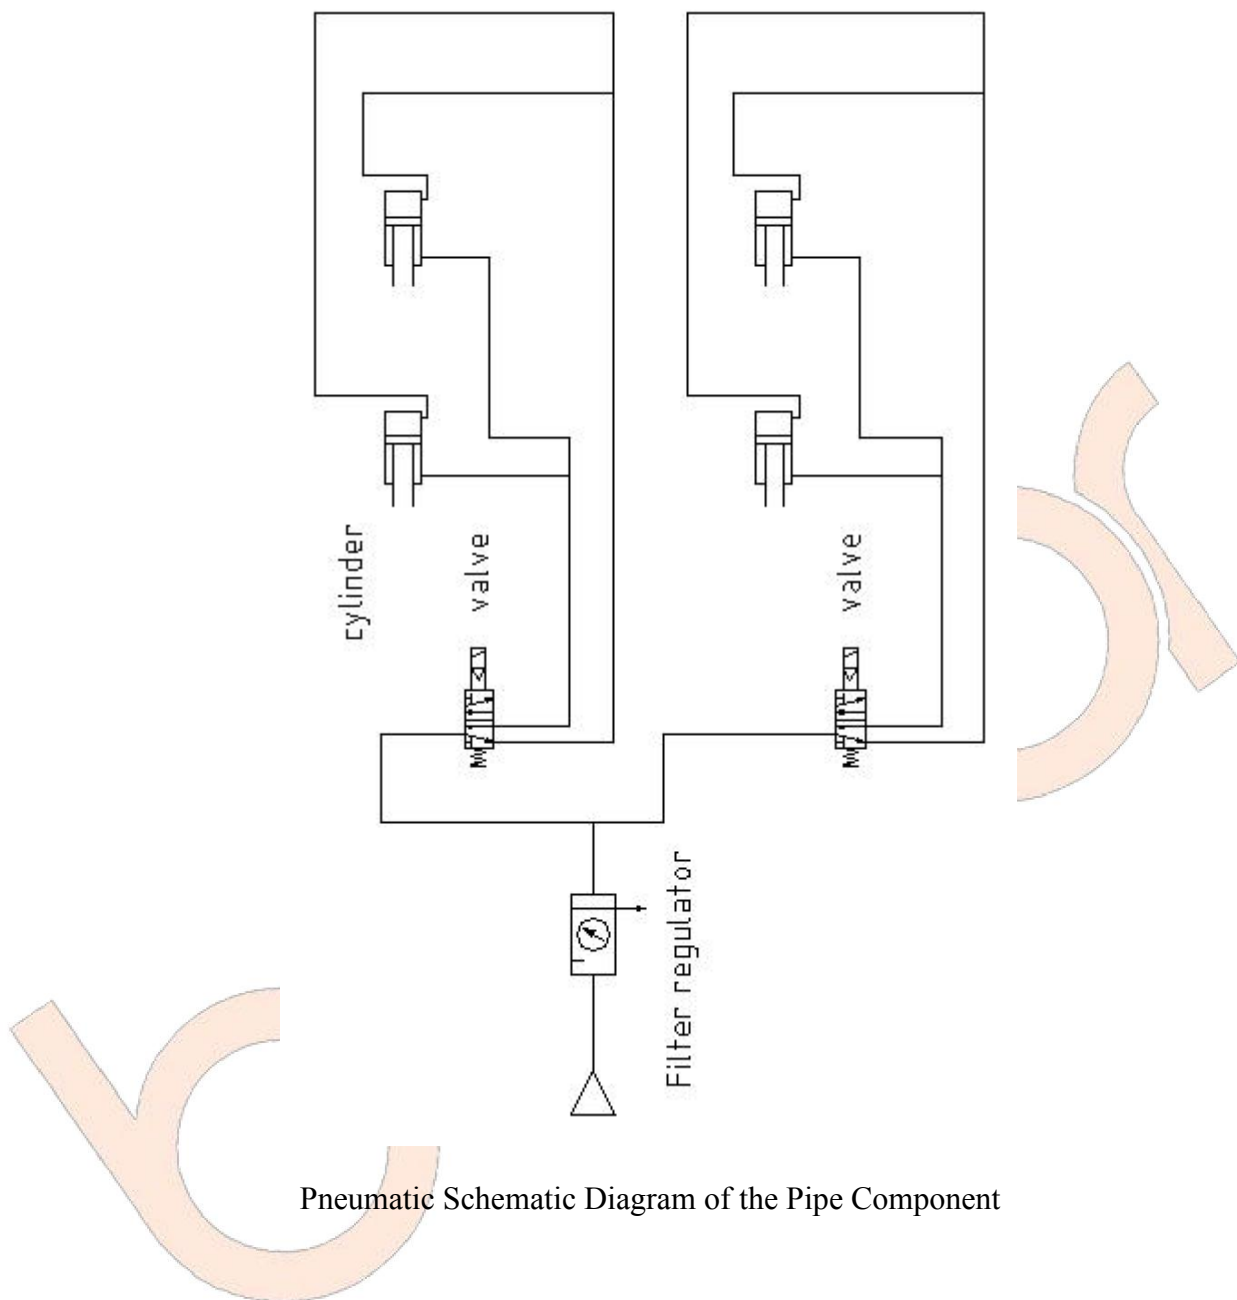 cylinder
valve
valve
Filter regulator
Pneumatic Schematic Diagram of the Pipe Component